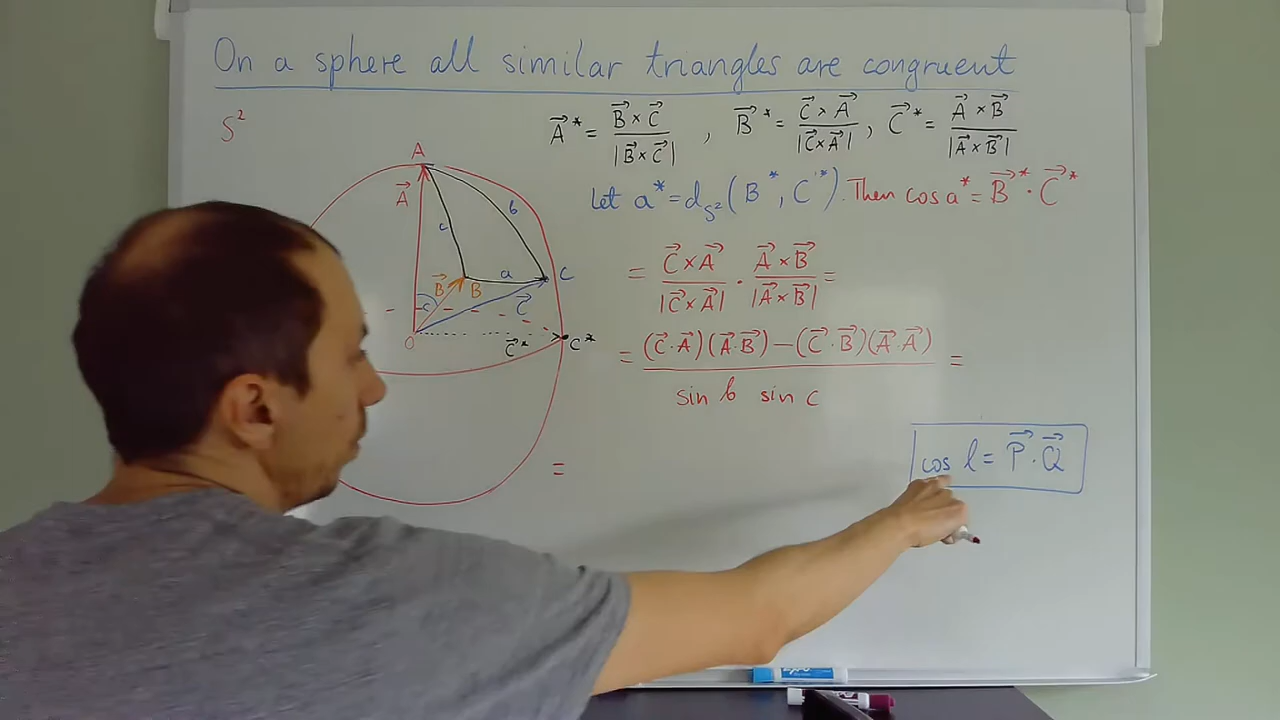 On a sphere all similar triangles are congruent
S²
A⃗* = B⃗ × C⃗ / |B⃗ × C⃗| , B⃗* = C⃗ × A⃗ / |C⃗ × A⃗| , C⃗* = A⃗ × B⃗ / |A⃗ × B⃗|
Let a* = d_S² (B*, C*). Then cos a* = B⃗* · C⃗*
= C⃗ × A⃗ / |C⃗ × A⃗| · A⃗ × B⃗ / |A⃗ × B⃗| =
= (C⃗ · A⃗)(A⃗ · B⃗) − (C⃗ · B⃗)(A⃗ · A⃗) / sin b sin c =
=
cos l = P⃗ · Q⃗
A
A⃗
b
c
a
C
B⃗
B
c
C⃗
O
C⃗*
C*